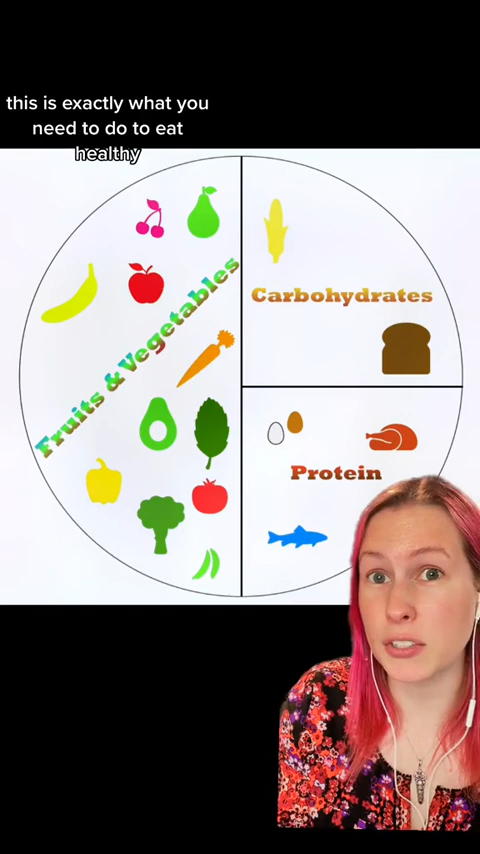 this is exactly what you
need to do to eat
healthy
Carbohydrates
Fruits & Vegetables
Protein